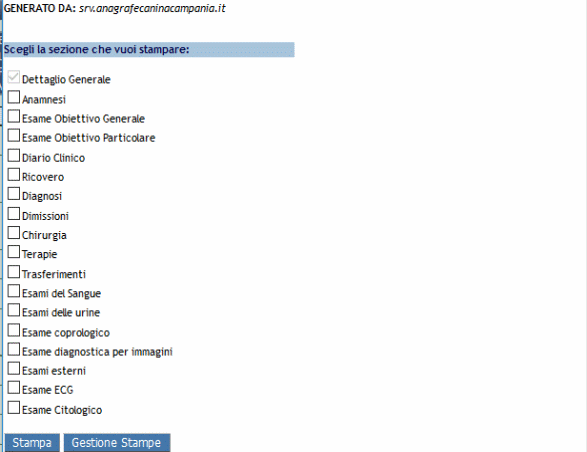 GENERATO DA: srv.anagrafecaninacampania.it
Scegli la sezione che vuoi stampare:
Dettaglio Generale
Anamnesi
Esame Obiettivo Generale
Esame Obiettivo Particolare
Diario Clinico
Ricovero
Diagnosi
Dimissioni
Chirurgia
Terapie
Trasferimenti
Esami del Sangue
Esami delle urine
Esame coprologico
Esame diagnostica per immagini
Esami esterni
Esame ECG
Esame Citologico
Stampa Gestione Stampe